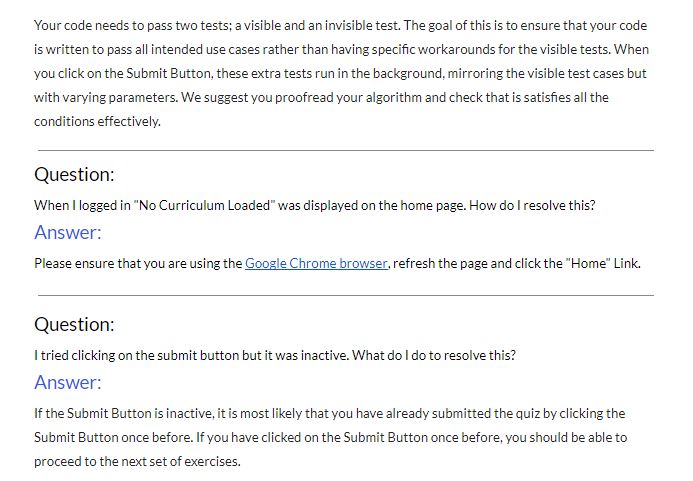 Your code needs to pass two tests; a visible and an invisible test. The goal of this is to ensure that your code
is written to pass all intended use cases rather than having specific workarounds for the visible tests. When
you click on the Submit Button, these extra tests run in the background, mirroring the visible test cases but
with varying parameters. We suggest you proofread your algorithm and check that is satisfies all the
conditions effectively.
Question:
When I logged in "No Curriculum Loaded" was displayed on the home page. How do I resolve this?
Answer:
Please ensure that you are using the Google Chrome browser, refresh the page and click the "Home" Link.
Question:
I tried clicking on the submit button but it was inactive. What do I do to resolve this?
Answer:
If the Submit Button is inactive, it is most likely that you have already submitted the quiz by clicking the
Submit Button once before. If you have clicked on the Submit Button once before, you should be able to
proceed to the next set of exercises.